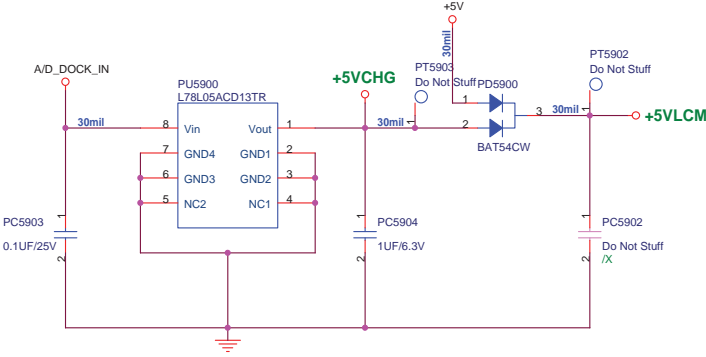 +5V
A/D_DOCK_IN
PU5900
L78L05ACD13TR
+5VCHG
PT5903
Do Not Stuff
30mil
PD5900
PT5902
Do Not Stuff
30mil
8
Vin
Vout
1
30mil
1
1
2
3
30mil
1
+5VLCM
BAT54CW
7
GND4
GND1
2
6
GND3
GND2
3
5
NC2
NC1
4
PC5903
1
0.1UF/25V
2
PC5904
1
1UF/6.3V
2
PC5902
1
Do Not Stuff
/X
2